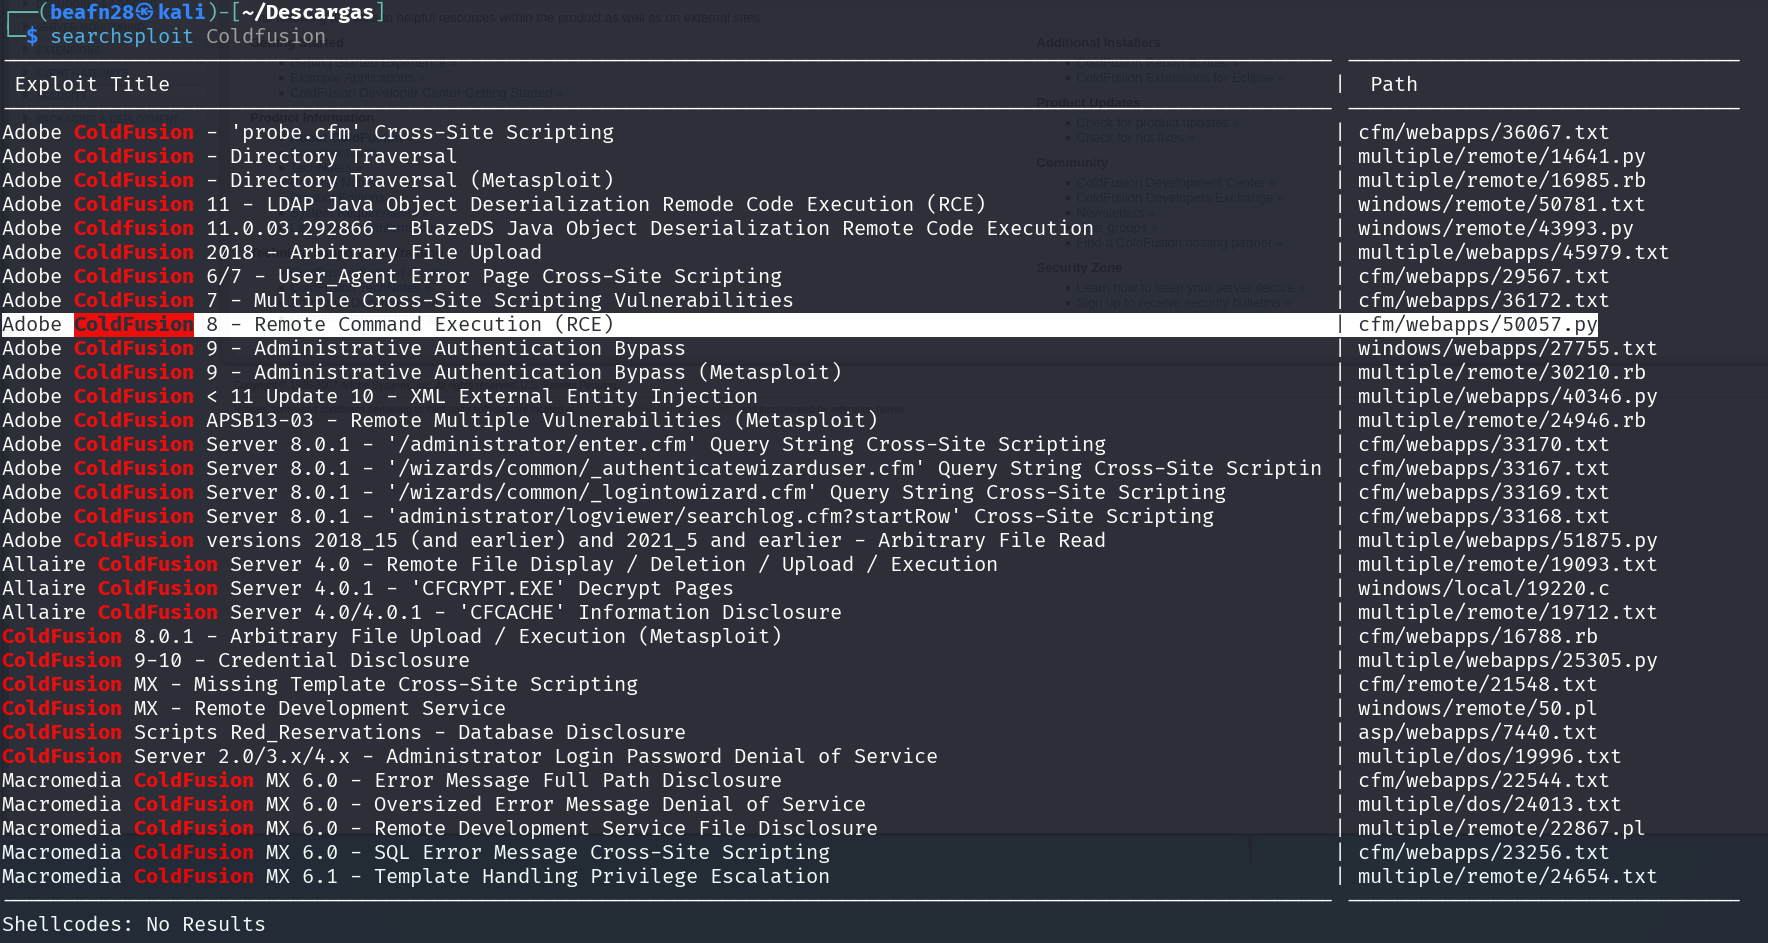 ┌──(beafn28㉿kali)-[~/Descargas]
└─$ searchsploit Coldfusion
Exploit Title | Path
Adobe ColdFusion - 'probe.cfm' Cross-Site Scripting | cfm/webapps/36067.txt
Adobe ColdFusion - Directory Traversal | multiple/remote/14641.py
Adobe ColdFusion - Directory Traversal (Metasploit) | multiple/remote/16985.rb
Adobe ColdFusion 11 - LDAP Java Object Deserialization Remode Code Execution (RCE) | windows/remote/50781.txt
Adobe ColdFusion 11.0.03.292866 - BlazeDS Java Object Deserialization Remote Code Execution | windows/remote/43993.py
Adobe ColdFusion 2018 - Arbitrary File Upload | multiple/webapps/45979.txt
Adobe ColdFusion 6/7 - User_Agent Error Page Cross-Site Scripting | cfm/webapps/29567.txt
Adobe ColdFusion 7 - Multiple Cross-Site Scripting Vulnerabilities | cfm/webapps/36172.txt
Adobe ColdFusion 8 - Remote Command Execution (RCE) | cfm/webapps/50057.py
Adobe ColdFusion 9 - Administrative Authentication Bypass | windows/webapps/27755.txt
Adobe ColdFusion 9 - Administrative Authentication Bypass (Metasploit) | multiple/remote/30210.rb
Adobe ColdFusion < 11 Update 10 - XML External Entity Injection | multiple/webapps/40346.py
Adobe ColdFusion APSB13-03 - Remote Multiple Vulnerabilities (Metasploit) | multiple/remote/24946.rb
Adobe ColdFusion Server 8.0.1 - '/administrator/enter.cfm' Query String Cross-Site Scripting | cfm/webapps/33170.txt
Adobe ColdFusion Server 8.0.1 - '/wizards/common/_authenticatewizarduser.cfm' Query String Cross-Site Scriptin | cfm/webapps/33167.txt
Adobe ColdFusion Server 8.0.1 - '/wizards/common/_logintowizard.cfm' Query String Cross-Site Scripting | cfm/webapps/33169.txt
Adobe ColdFusion Server 8.0.1 - 'administrator/logviewer/searchlog.cfm?startRow' Cross-Site Scripting | cfm/webapps/33168.txt
Adobe ColdFusion versions 2018_15 (and earlier) and 2021_5 and earlier - Arbitrary File Read | multiple/webapps/51875.py
Allaire ColdFusion Server 4.0 - Remote File Display / Deletion / Upload / Execution | multiple/remote/19093.txt
Allaire ColdFusion Server 4.0.1 - 'CFCRYPT.EXE' Decrypt Pages | windows/local/19220.c
Allaire ColdFusion Server 4.0/4.0.1 - 'CFCACHE' Information Disclosure | multiple/remote/19712.txt
ColdFusion 8.0.1 - Arbitrary File Upload / Execution (Metasploit) | cfm/webapps/16788.rb
ColdFusion 9-10 - Credential Disclosure | multiple/webapps/25305.py
ColdFusion MX - Missing Template Cross-Site Scripting | cfm/remote/21548.txt
ColdFusion MX - Remote Development Service | windows/remote/50.pl
ColdFusion Scripts Red_Reservations - Database Disclosure | asp/webapps/7440.txt
ColdFusion Server 2.0/3.x/4.x - Administrator Login Password Denial of Service | multiple/dos/19996.txt
Macromedia ColdFusion MX 6.0 - Error Message Full Path Disclosure | cfm/webapps/22544.txt
Macromedia ColdFusion MX 6.0 - Oversized Error Message Denial of Service | multiple/dos/24013.txt
Macromedia ColdFusion MX 6.0 - Remote Development Service File Disclosure | multiple/remote/22867.pl
Macromedia ColdFusion MX 6.0 - SQL Error Message Cross-Site Scripting | cfm/webapps/23256.txt
Macromedia ColdFusion MX 6.1 - Template Handling Privilege Escalation | multiple/remote/24654.txt
Shellcodes: No Results